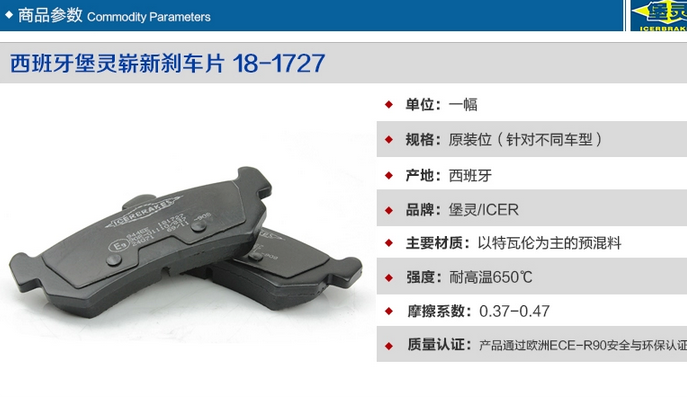 商品参数 Commodity Parameters
堡灵
ICERBRAKE
西班牙堡灵崭新刹车片 18-1727
单位：一幅
规格：原装位（针对不同车型）
产地：西班牙
品牌：堡灵/ICER
主要材质：以特瓦伦为主的预混料
强度：耐高温650℃
摩擦系数：0.37-0.47
质量认证：产品通过欧洲ECE-R90安全与环保认证
ICERBRAKES
181727